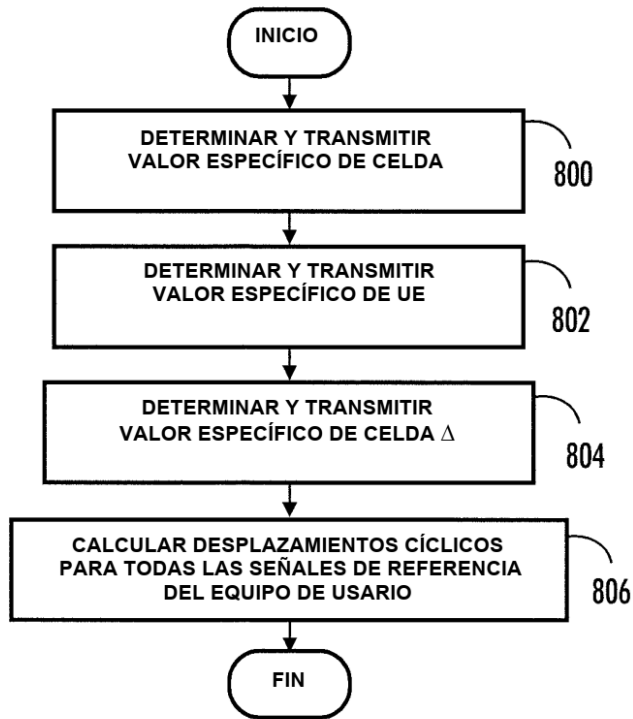 INICIO
DETERMINAR Y TRANSMITIR
VALOR ESPECÍFICO DE CELDA
800
DETERMINAR Y TRANSMITIR
VALOR ESPECÍFICO DE UE
802
DETERMINAR Y TRANSMITIR
VALOR ESPECÍFICO DE CELDA Δ
804
CALCULAR DESPLAZAMIENTOS CÍCLICOS
PARA TODAS LAS SEÑALES DE REFERENCIA
DEL EQUIPO DE USARIO
806
FIN